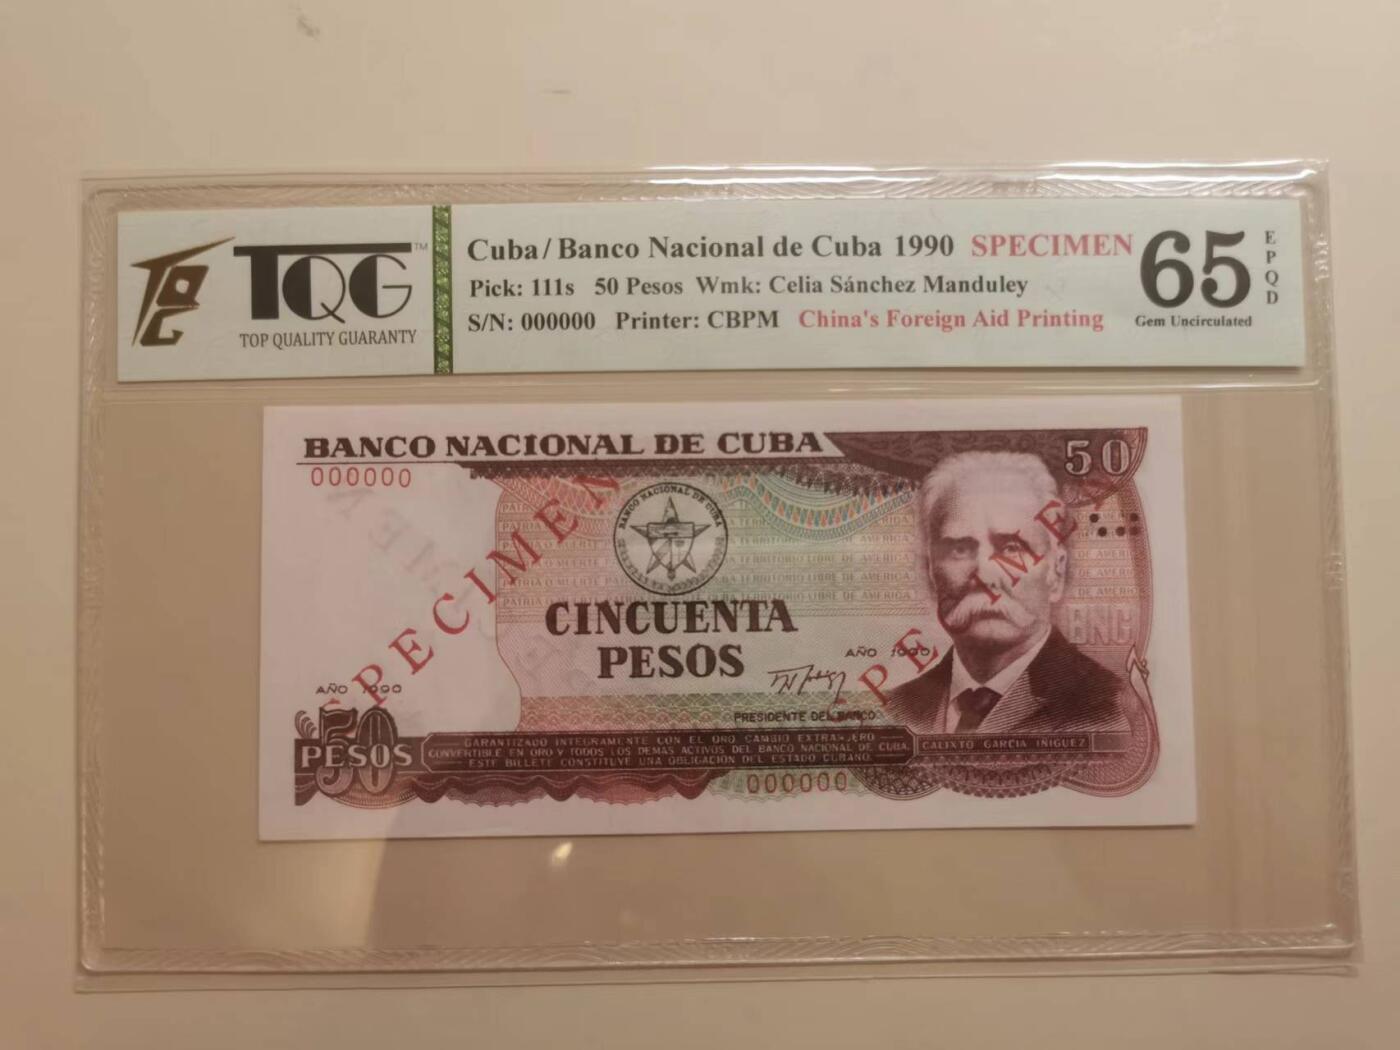 TQG™
TOP QUALITY GUARANTY
Cuba / Banco Nacional de Cuba 1990 SPECIMEN
Pick: 111s 50 Pesos Wmk: Celia Sánchez Manduley
S/N: 000000 Printer: CBPM China's Foreign Aid Printing
65
EPQD
Gem Uncirculated
BANCO NACIONAL DE CUBA
50
000000
SPECIMEN
SPECIMEN
BANCO NACIONAL DE CUBA
CINCUENTA
PESOS
BNC
AÑO 1990
AÑO 1990
PRESIDENTE DEL BANCO
50
PESOS
GARANTIZADO INTEGRAMENTE CON EL ORO CAMBIO EXTRANJERO
CONVERTIBLE EN ORO Y TODOS LOS DEMAS ACTIVOS DEL BANCO NACIONAL DE CUBA.
ESTE BILLETE CONSTITUYE UNA OBLIGACION DEL ESTADO CUBANO.
CALIXTO GARCIA IÑIGUEZ
000000